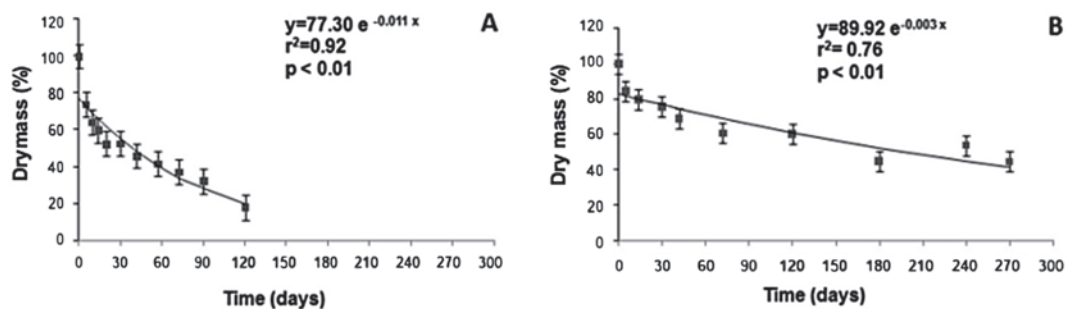 y=77.30 e -0.011 x
r2=0.92
p < 0.01
A
Dry mass (%)
120
100
80
60
40
20
0
0 30 60 90 120 150 180 210 240 270 300
Time (days)
y=89.92 e-0.003 x
r2= 0.76
p < 0.01
B
Dry mass (%)
120
100
80
60
40
20
0
0 30 60 90 120 150 180 210 240 270 300
Time (days)